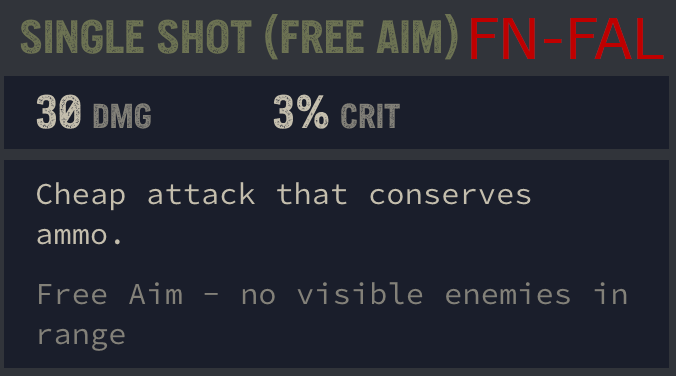 SINGLE SHOT (FREE AIM) FN-FAL
30 DMG 3% CRIT
Cheap attack that conserves
ammo.
Free Aim - no visible enemies in
range